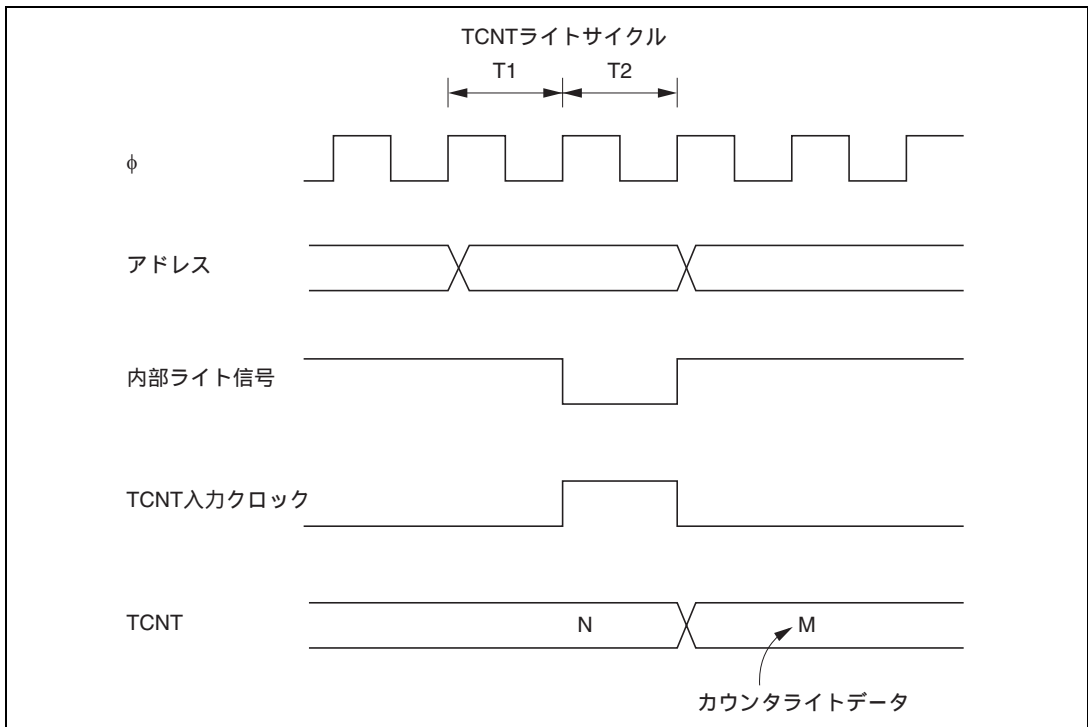 TCNTライトサイクル
T1 T2
φ
アドレス
内部ライト信号
TCNT入力クロック
TCNT N M
カウンタライトデータ